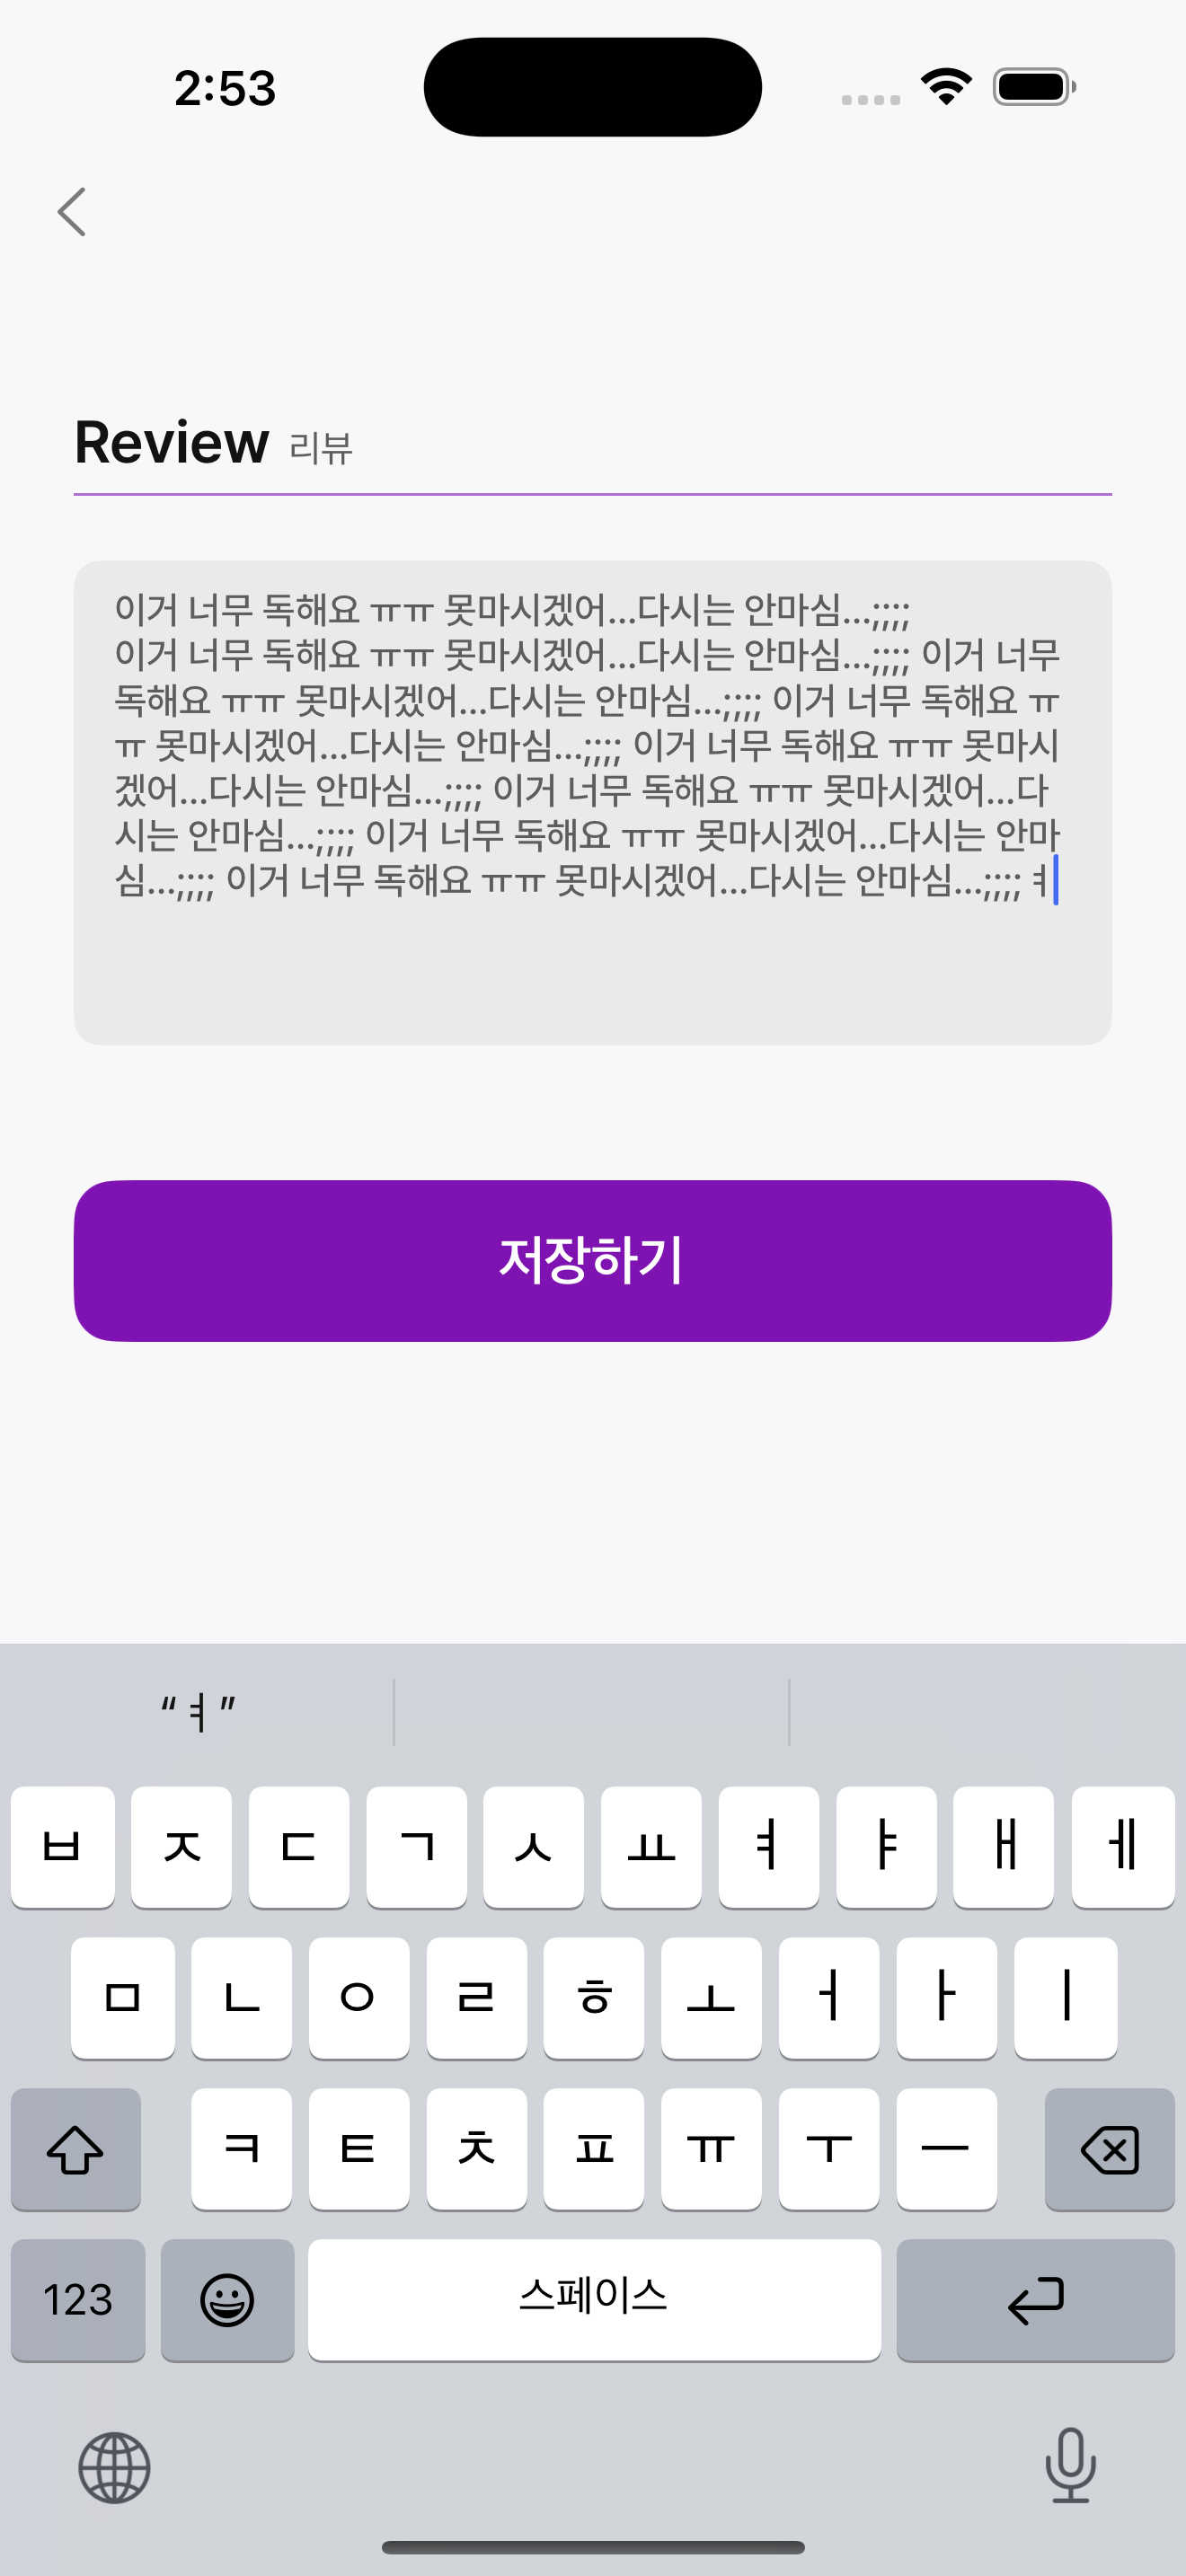 2:53
Review 리뷰
이거 너무 독해요 ㅠㅠ 못마시겠어...다시는 안마심...;;;;
이거 너무 독해요 ㅠㅠ 못마시겠어...다시는 안마심...;;;; 이거 너무
독해요 ㅠㅠ 못마시겠어...다시는 안마심...;;;; 이거 너무 독해요 ㅠ
ㅠ 못마시겠어...다시는 안마심...;;;; 이거 너무 독해요 ㅠㅠ 못마시
겠어...다시는 안마심...;;;; 이거 너무 독해요 ㅠㅠ 못마시겠어...다
시는 안마심...;;;; 이거 너무 독해요 ㅠㅠ 못마시겠어...다시는 안마
심...;;;; 이거 너무 독해요 ㅠㅠ 못마시겠어...다시는 안마심...;;;;ㅕ
저장하기
“ㅕ”
ㅂ ㅈ ㄷ ㄱ ㅅ ㅛ ㅕ ㅑ ㅐ ㅔ
ㅁ ㄴ ㅇ ㄹ ㅎ ㅗ ㅓ ㅏ ㅣ
ㅋ ㅌ ㅊ ㅍ ㅠ ㅜ ㅡ
123 스페이스